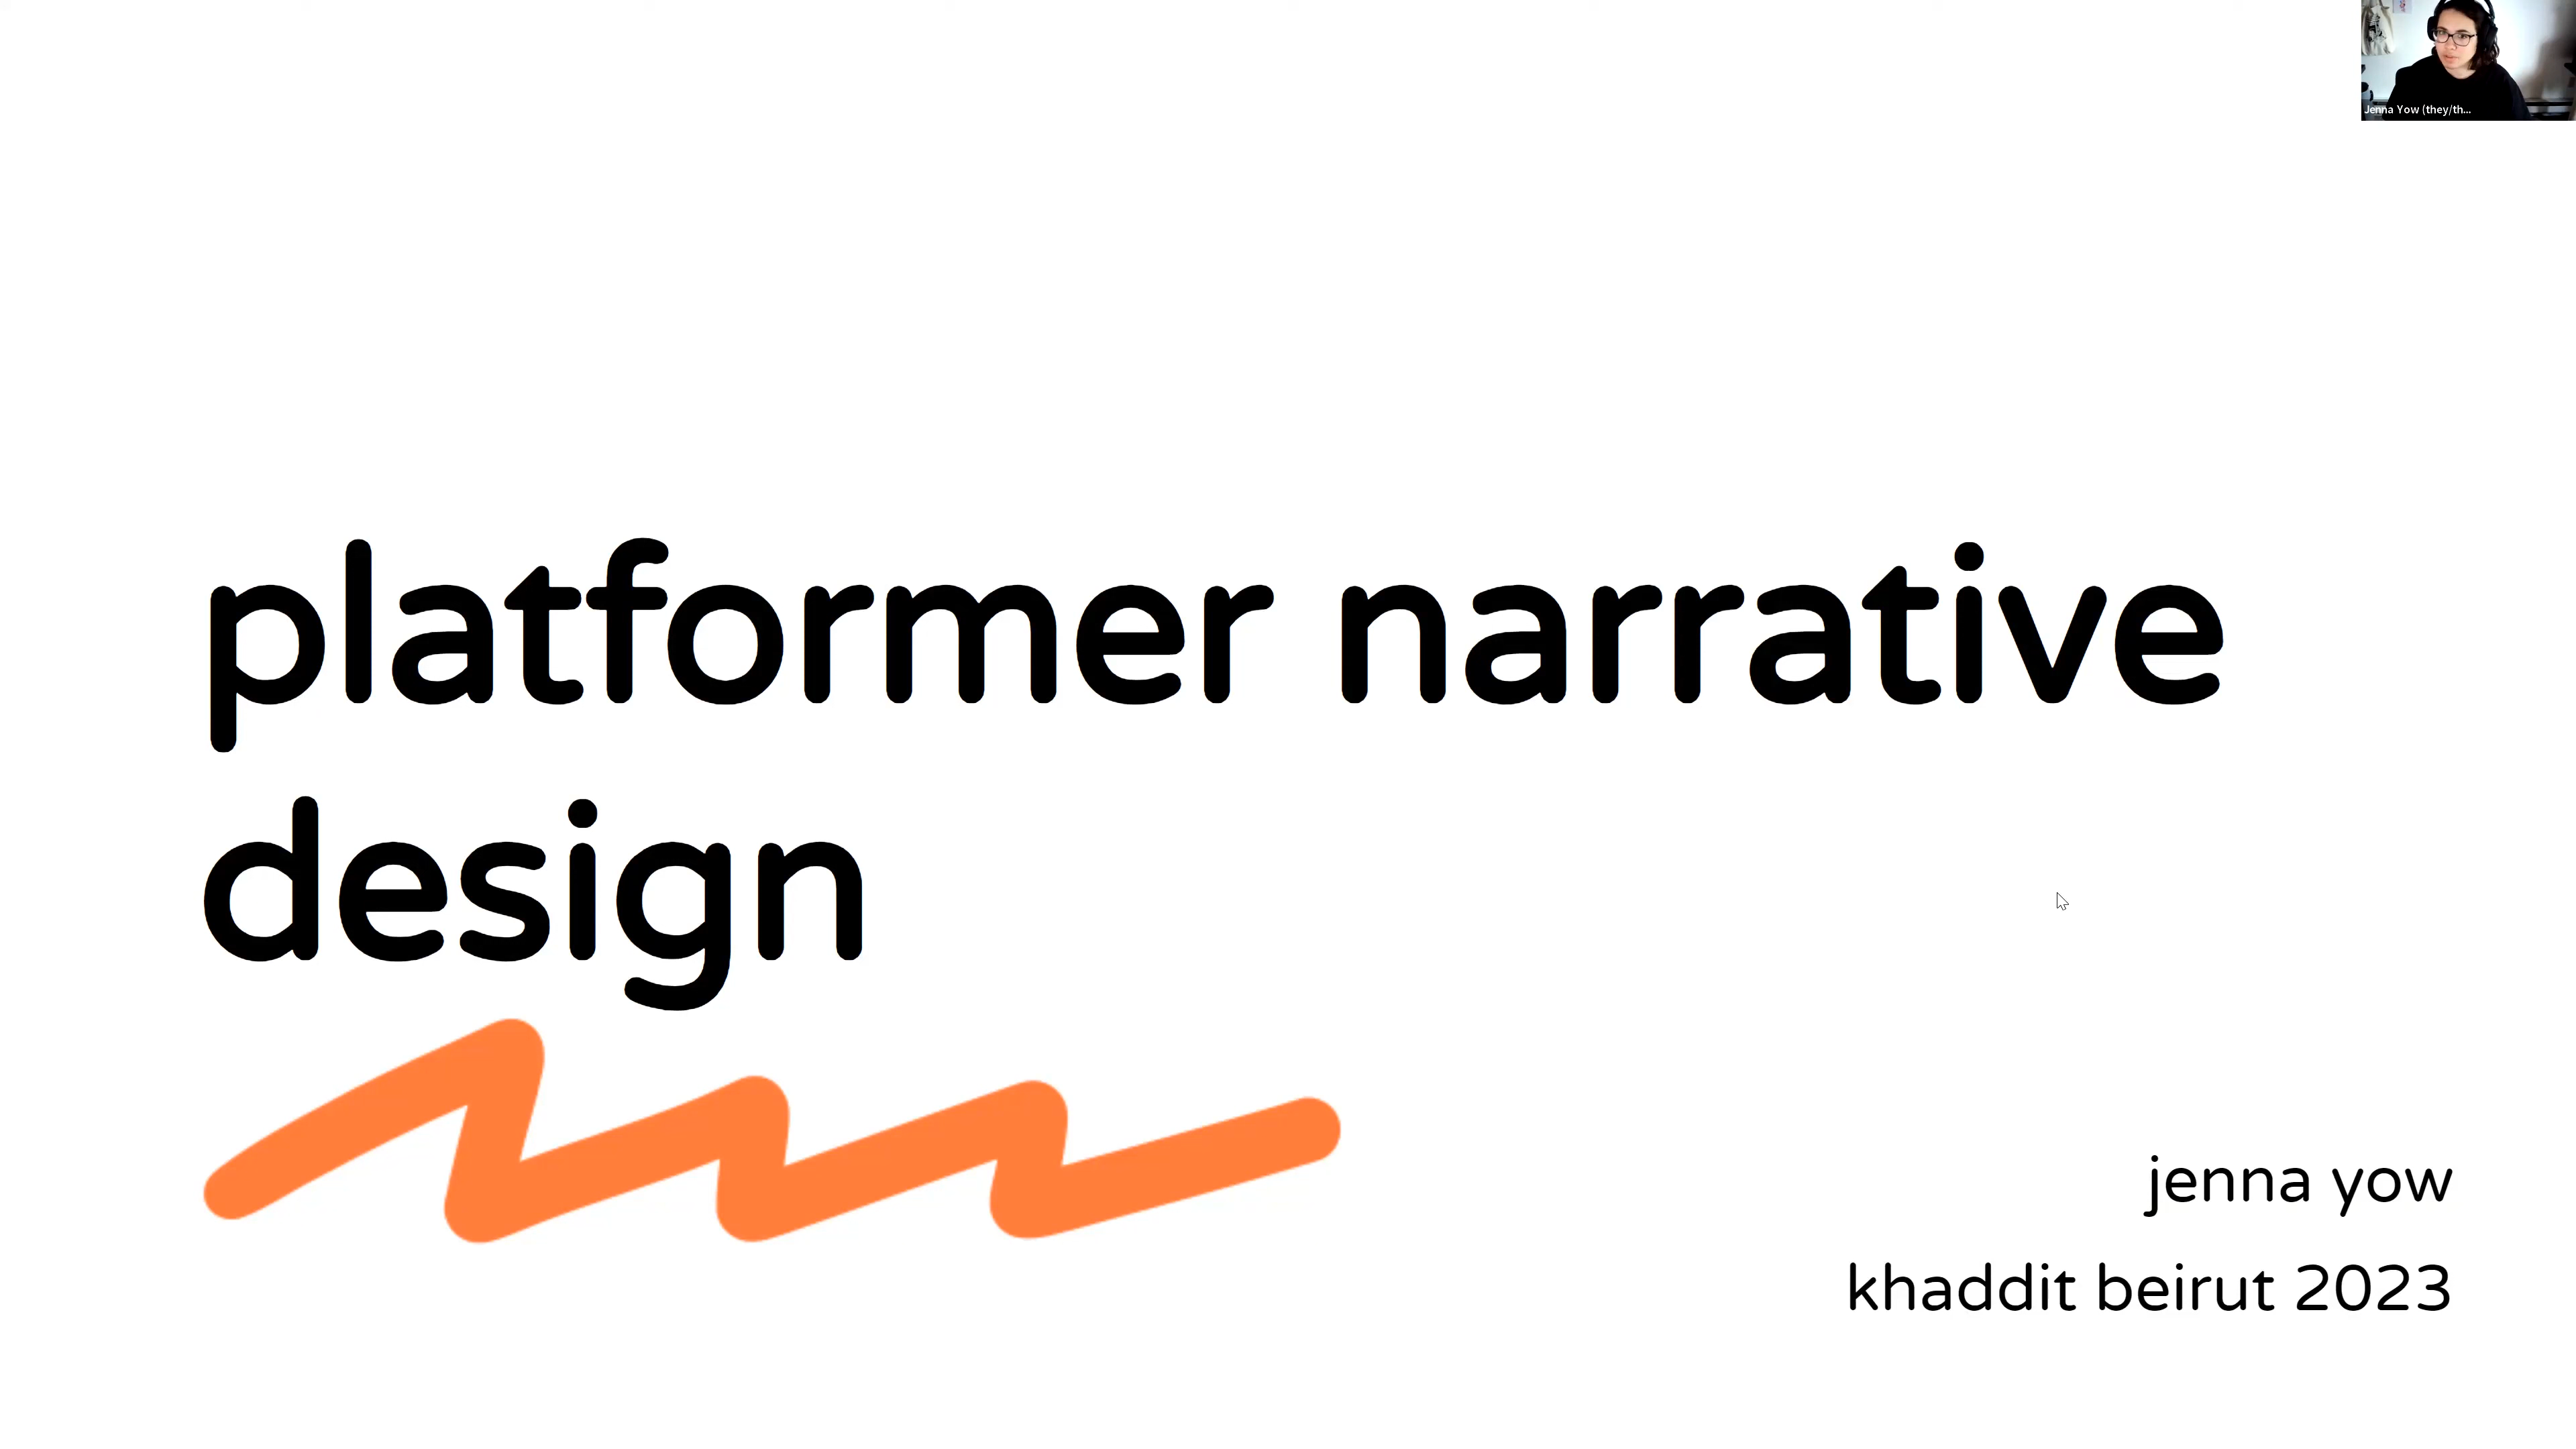 Jenna Yow (they/th...
platformer narrative
design
jenna yow
khaddit beirut 2023